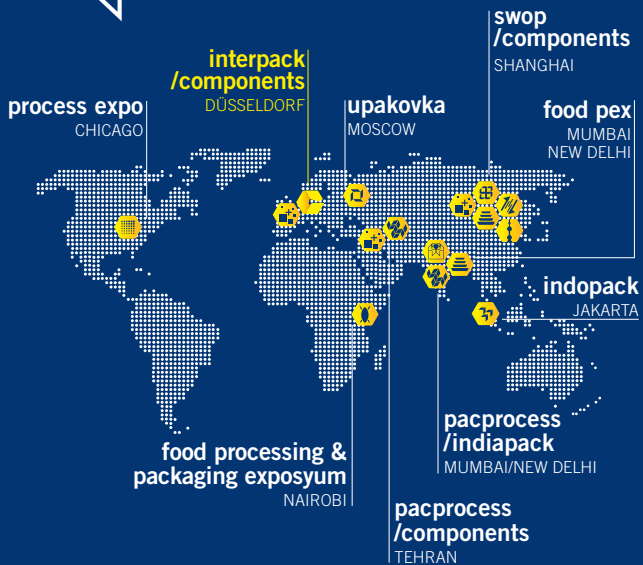 swop
/components
SHANGHAI
interpack
/components
DÜSSELDORF
process expo
CHICAGO
upakovka
MOSCOW
food pex
MUMBAI
NEW DELHI
indopack
JAKARTA
pacprocess
/indiapack
MUMBAI/NEW DELHI
food processing &
packaging exposyum
NAIROBI
pacprocess
/components
TEHRAN